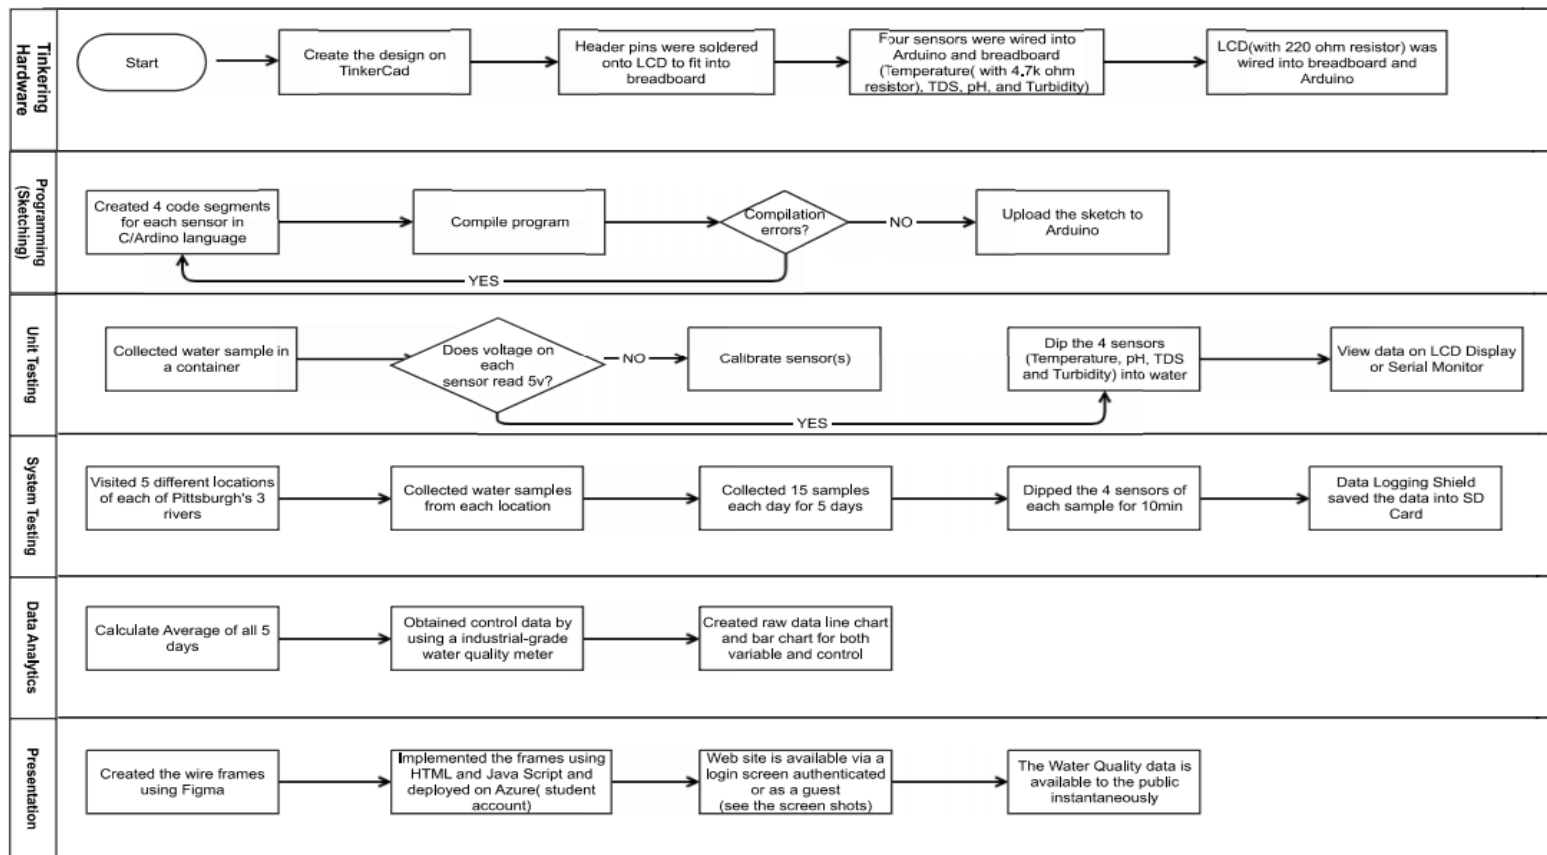 Tinkering
Hardware
Start
Create the design on
TinkerCad
Header pins were soldered
onto LCD to fit into
breadboard
Four sensors were wired into
Arduino and breadboard
(Temperature( with 4.7k ohm
resistor), TDS, pH, and Turbidity)
LCD(with 220 ohm resistor) was
wired into breadboard and
Arduino
Programming
(Sketching)
Created 4 code segments
for each sensor in
C/Ardino language
Compile program
Compilation
errors?
NO
Upload the sketch to
Arduino
YES
Unit Testing
Collected water sample in
a container
Does voltage on
each
sensor read 5v?
NO
Calibrate sensor(s)
Dip the 4 sensors
(Temperature, pH, TDS
and Turbidity) into water
View data on LCD Display
or Serial Monitor
YES
System Testing
Visited 5 different locations
of each of Pittsburgh's 3
rivers
Collected water samples
from each location
Collected 15 samples
each day for 5 days
Dipped the 4 sensors of
each sample for 10min
Data Logging Shield
saved the data into SD
Card
Data Analytics
Calculate Average of all 5
days
Obtained control data by
using a industrial-grade
water quality meter
Created raw data line chart
and bar chart for both
variable and control
Presentation
Created the wire frames
using Figma
Implemented the frames using
HTML and Java Script and
deployed on Azure( student
account)
Web site is available via a
login screen authenticated
or as a guest
(see the screen shots)
The Water Quality data is
available to the public
instantaneously